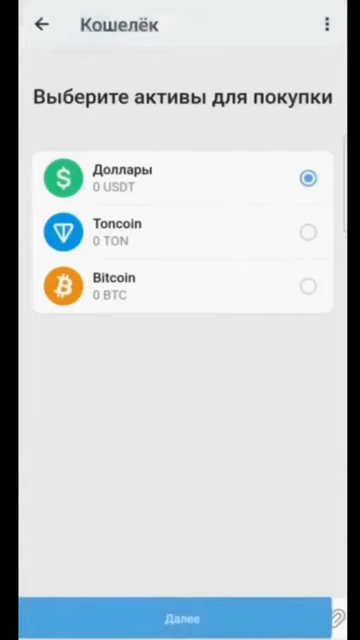 Кошелёк
Выберите активы для покупки
Доллары
0 USDT
Toncoin
0 TON
Bitcoin
0 BTC
Далее